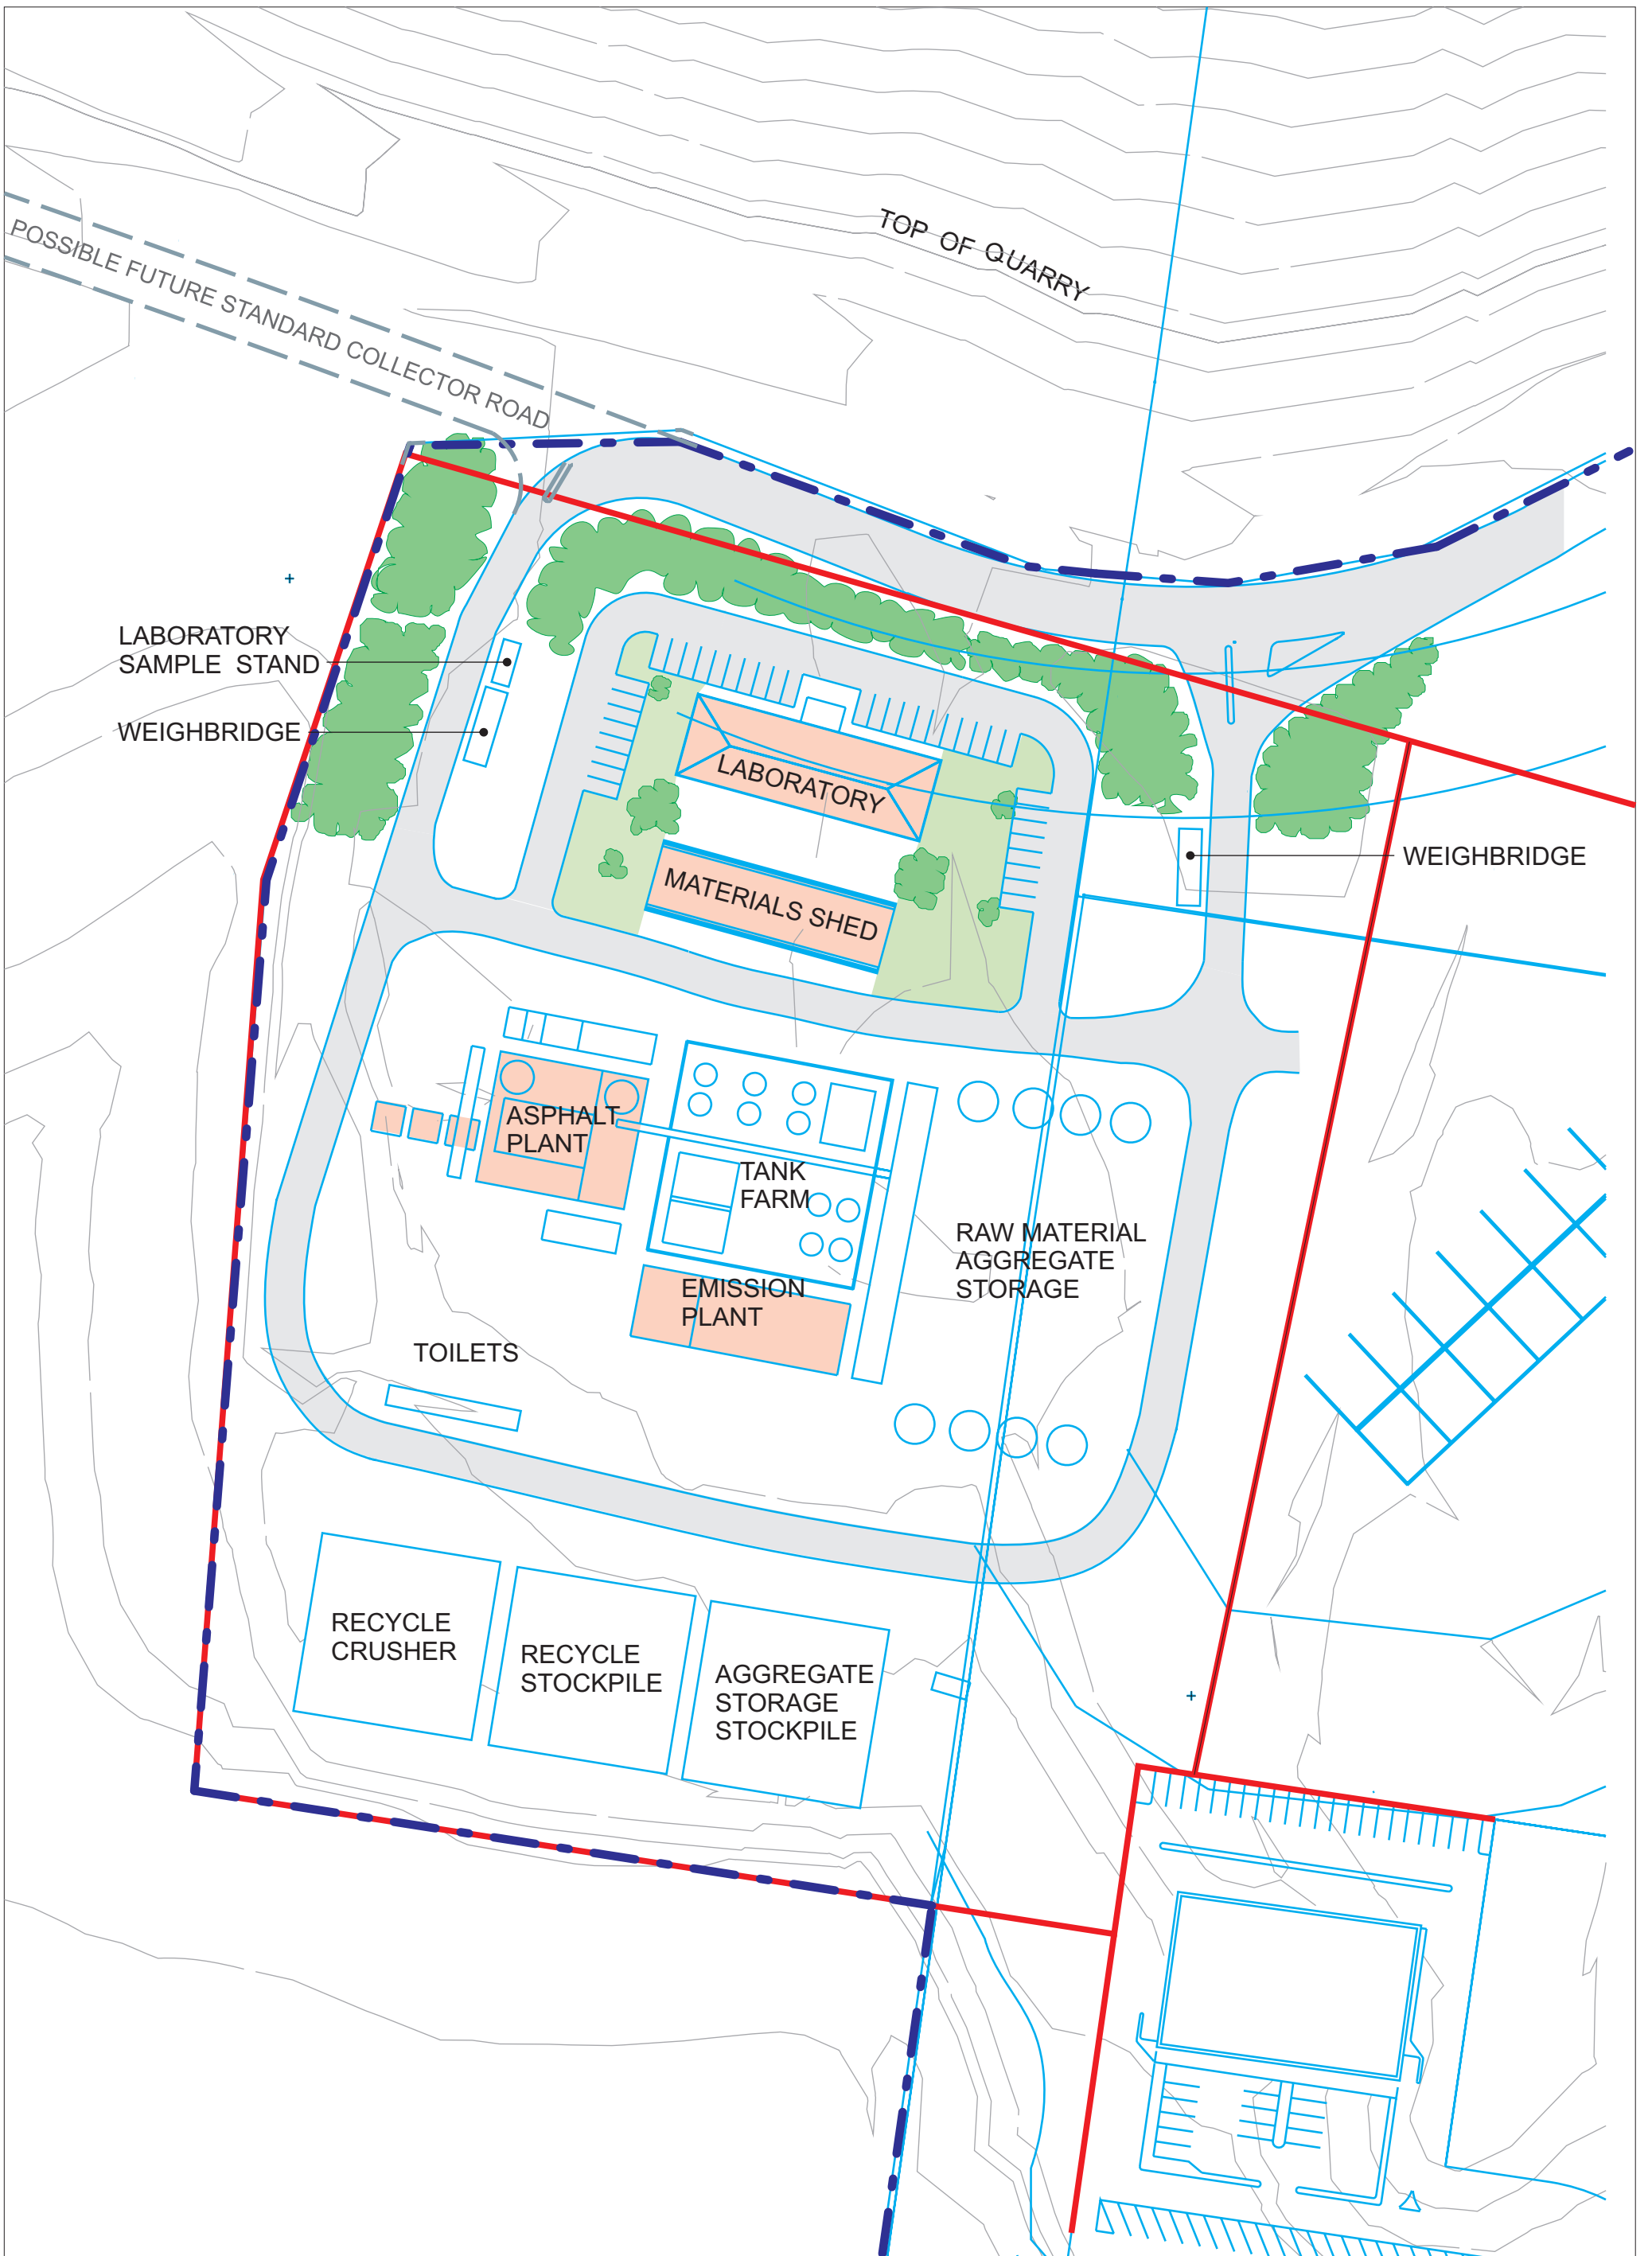 TOP OF QUARRY
POSSIBLE FUTURE STANDARD COLLECTOR ROAD
LABORATORY
SAMPLE STAND
WEIGHBRIDGE
LABORATORY
MATERIALS SHED
WEIGHBRIDGE
ASPHALT
PLANT
TANK
FARM
RAW MATERIAL
AGGREGATE
STORAGE
EMISSION
PLANT
TOILETS
RECYCLE
CRUSHER
RECYCLE
STOCKPILE
AGGREGATE
STORAGE
STOCKPILE